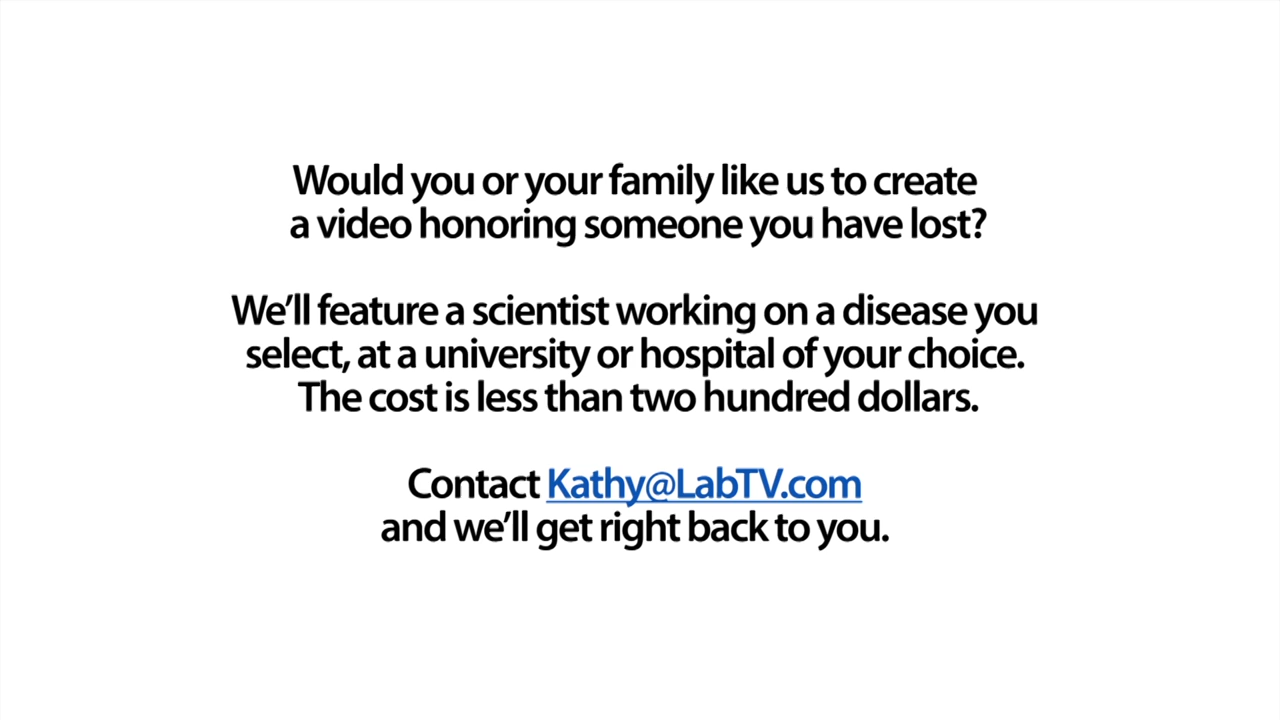 Would you or your family like us to create
a video honoring someone you have lost?
We’ll feature a scientist working on a disease you
select, at a university or hospital of your choice.
The cost is less than two hundred dollars.
Contact Kathy@LabTV.com
and we’ll get right back to you.